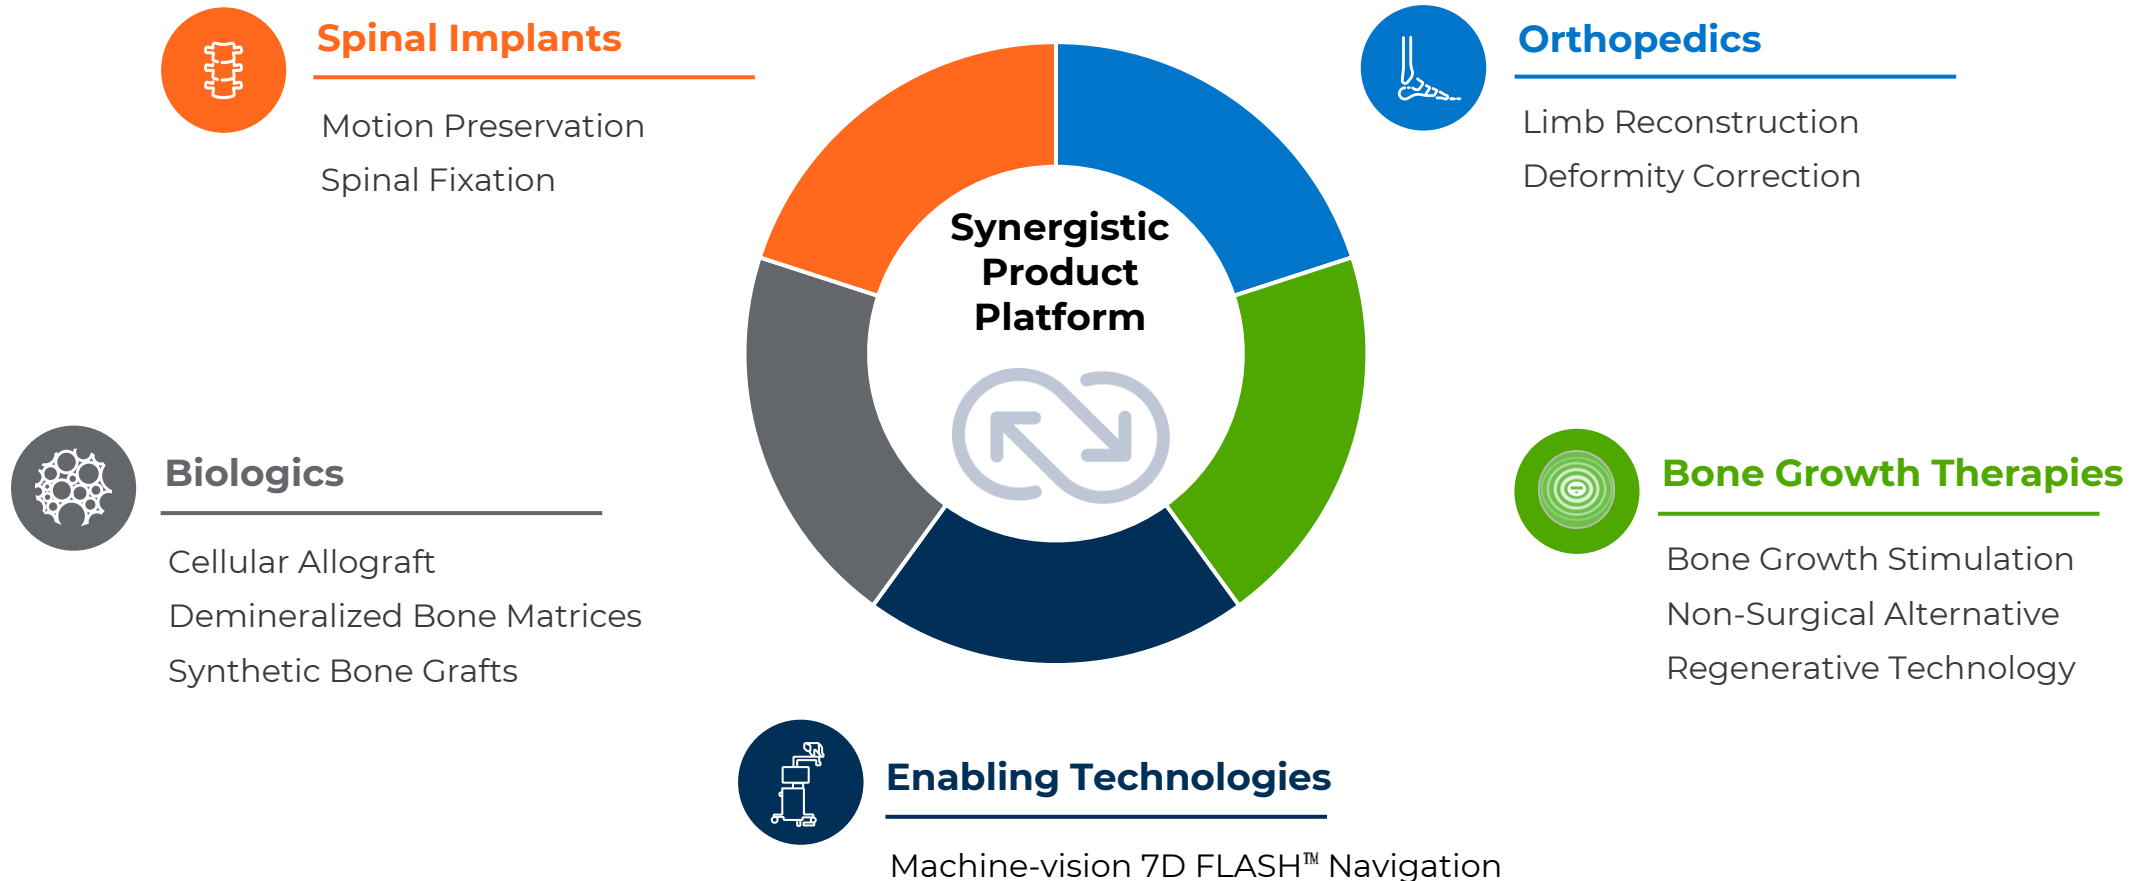 Spinal Implants
Motion Preservation
Spinal Fixation
Orthopedics
Limb Reconstruction
Deformity Correction
Synergistic
Product
Platform
Biologics
Cellular Allograft
Demineralized Bone Matrices
Synthetic Bone Grafts
Bone Growth Therapies
Bone Growth Stimulation
Non-Surgical Alternative
Regenerative Technology
Enabling Technologies
Machine-vision 7D FLASH™ Navigation